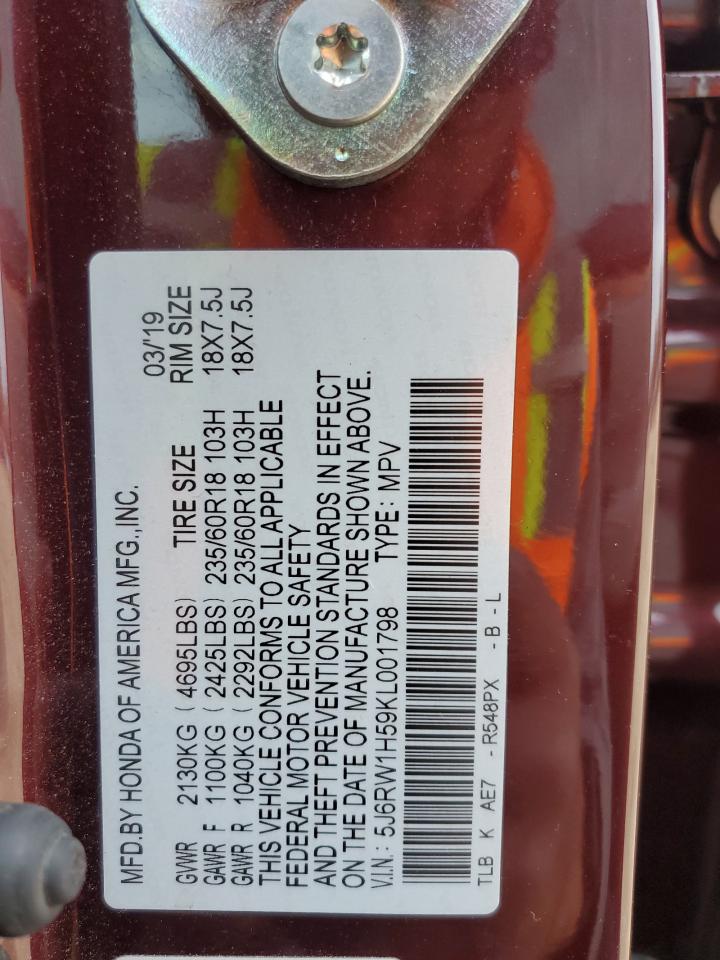 MFD.BY HONDA OF AMERICA MFG.,INC. 03/'19
GVWR 2130KG ( 4695LBS) TIRE SIZE RIM SIZE
GAWR F 1100KG ( 2425LBS) 235/60R18 103H 18X7.5J
GAWR R 1040KG ( 2292LBS) 235/60R18 103H 18X7.5J
THIS VEHICLE CONFORMS TO ALL APPLICABLE
FEDERAL MOTOR VEHICLE SAFETY
AND THEFT PREVENTION STANDARDS IN EFFECT
ON THE DATE OF MANUFACTURE SHOWN ABOVE.
V.I.N.: 5J6RW1H59KL001798 TYPE: MPV
TLB K AE7 -R548PX -B-L